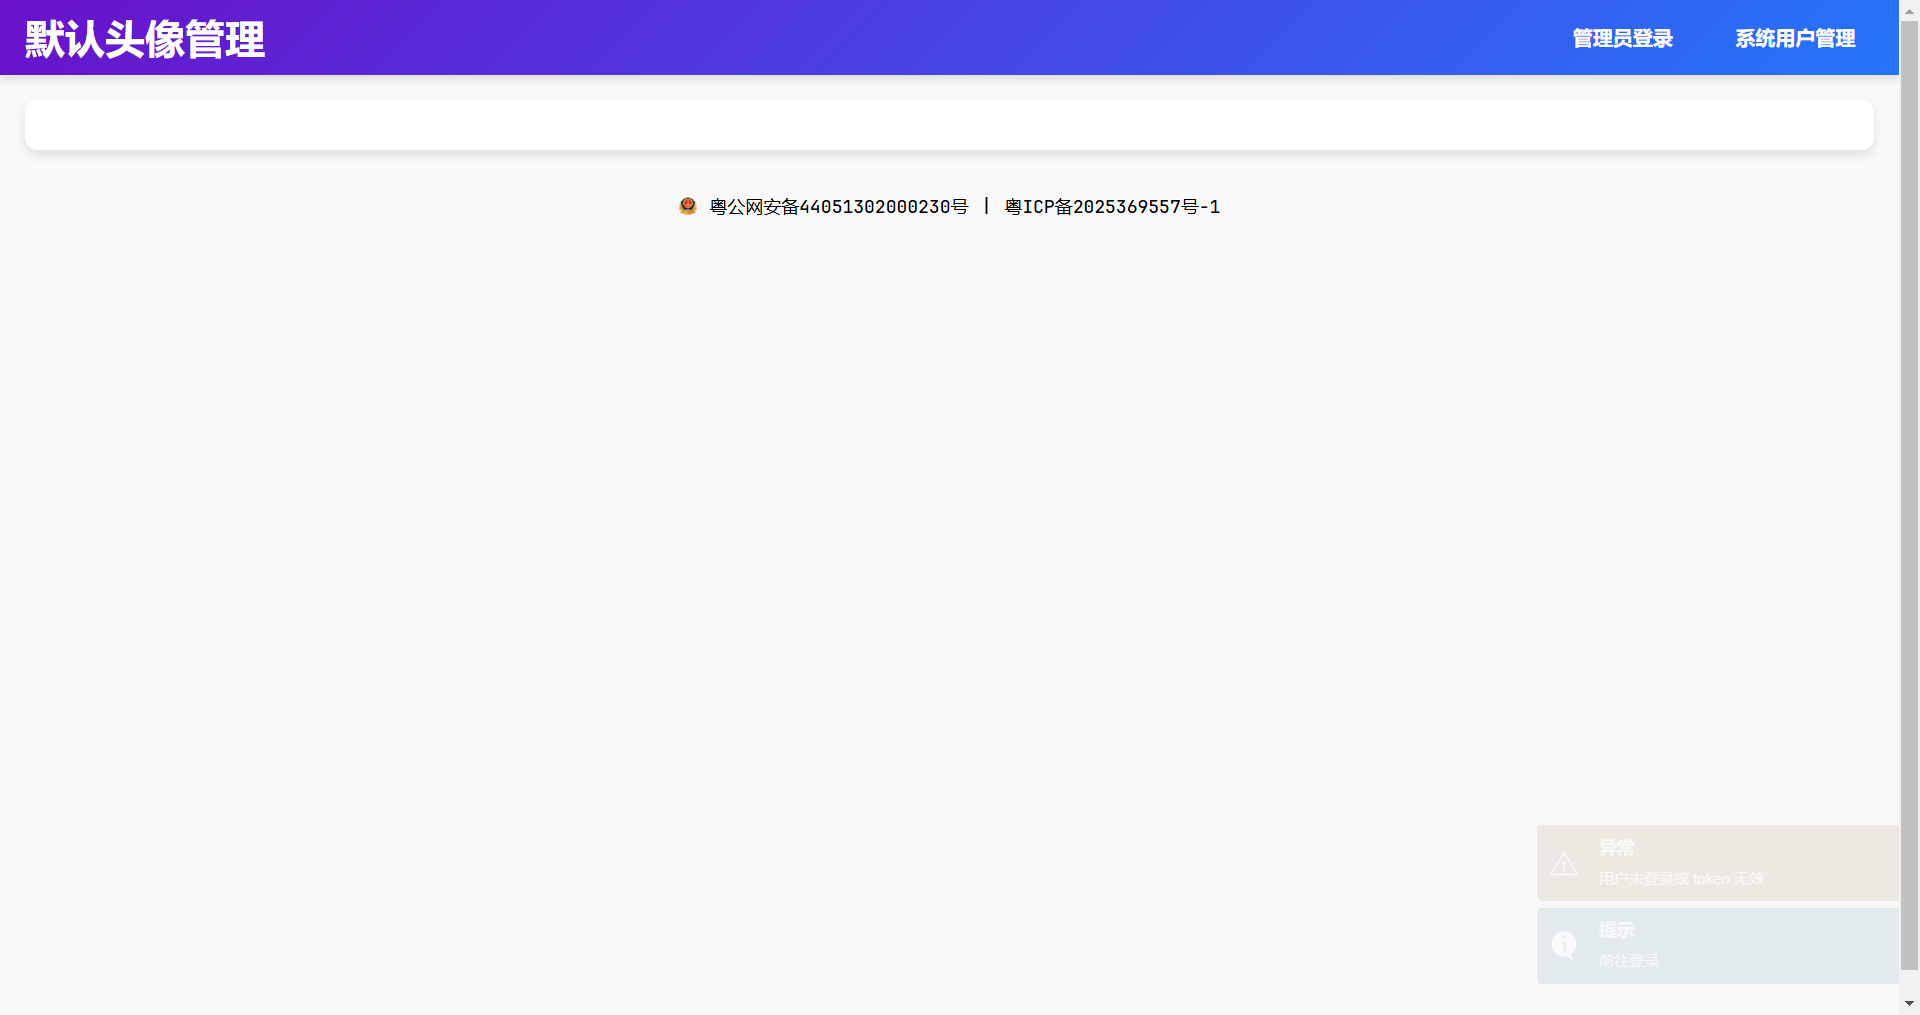 默认头像管理
管理员登录
系统用户管理
粤公网安备44051302000230号 | 粤ICP备2025369557号-1
异常
用户未登录或 token 无效
提示
前往登录